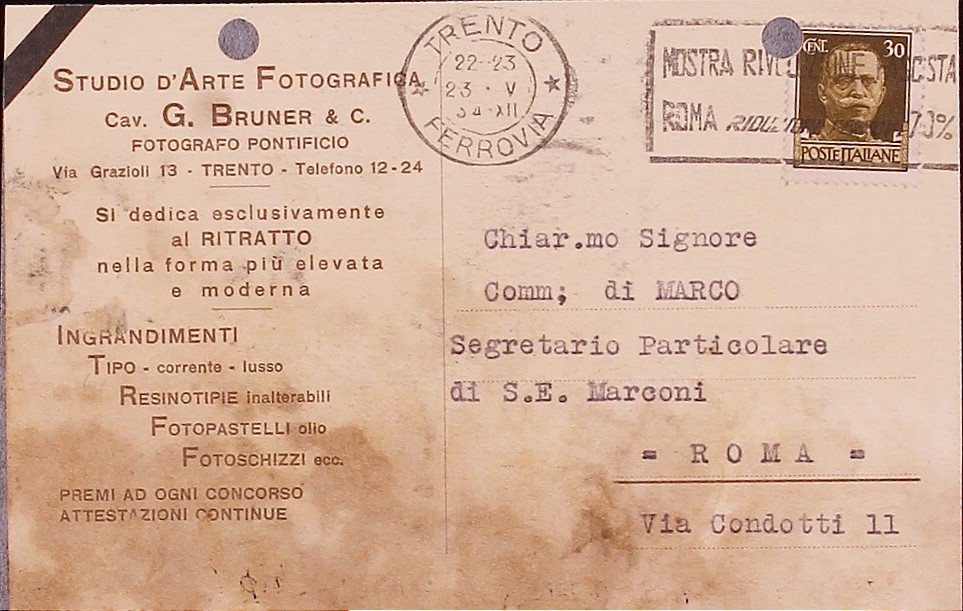 STUDIO D'ARTE FOTOGRAFICA
CAV. G. BRUNER & C.
FOTOGRAFO PONTIFICIO
Via Grazioli 13 - TRENTO - Telefono 12-24
Si dedica esclusivamente
al RITRATTO
nella forma più elevata
e moderna
INGRANDIMENTI
TIPO - corrente - lusso
RESINOTIPIE inalterabili
FOTOPASTELLI olio
FOTOSCHIZZI ecc.
PREMI AD OGNI CONCORSO
ATTESTAZIONI CONTINUE
TRENTO
22-23
23 · V
34 · XII
FERROVIA
MOSTRA
ROMA 70%
CENT. 30
POSTE ITALIANE
Chiar.mo Signore
Comm; di MARCO
Segretario Particolare
di S.E. Marconi
= R O M A =
Via Condotti 11